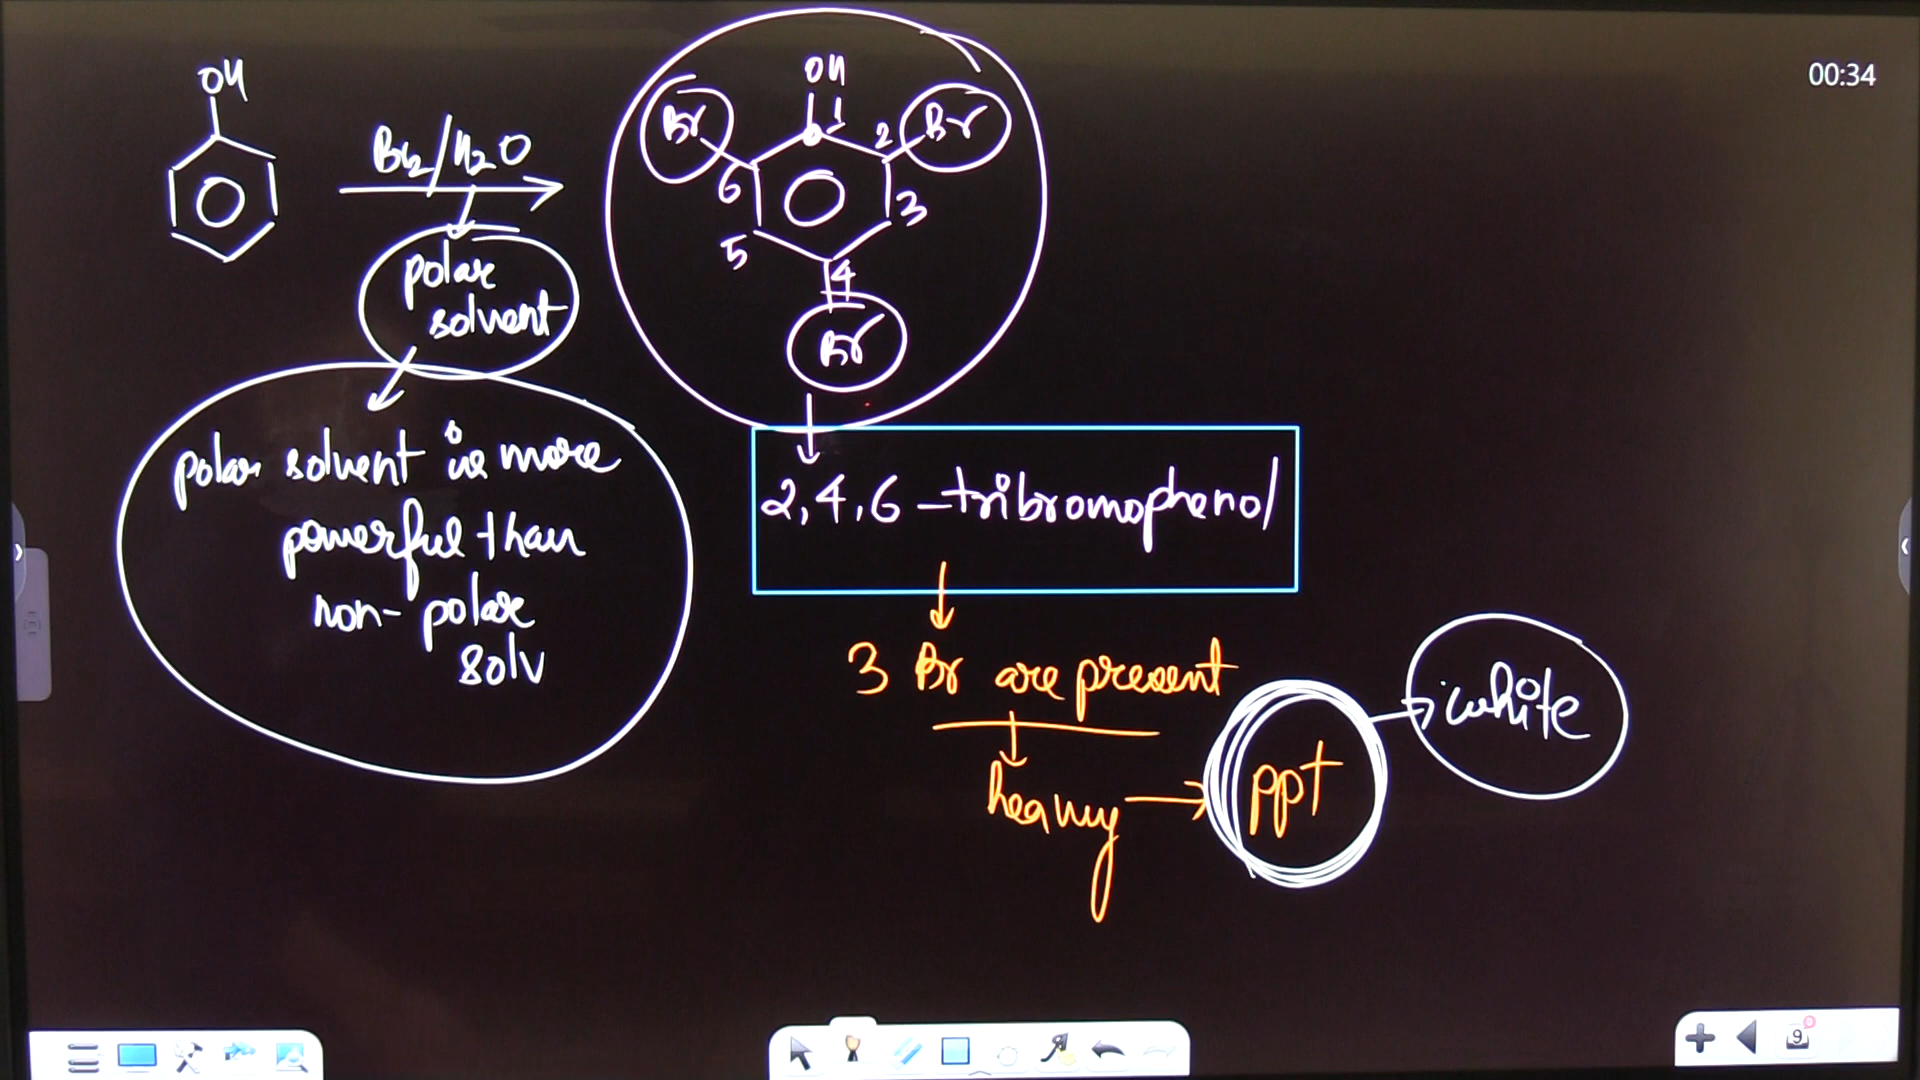 00:34
OH
Br2/H2O
polar
solvent
polar solvent is more
powerful than
non-polar
solv
OH
1
Br
2
Br
6
3
5
4
Br
2,4,6-tribromophenol
3 Br are present
heavy
ppt
white
9